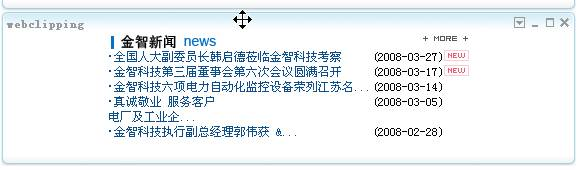 webclipping
金智新闻 news
+ MORE
·全国人大副委员长韩启德莅临金智科技考察 (2008-03-27) NEW
·金智科技第三届董事会第六次会议圆满召开 (2008-03-17) NEW
·金智科技六项电力自动化监控设备荣列江苏名... (2008-03-14)
·真诚敬业 服务客户 (2008-03-05)
电厂及工业企...
·金智科技执行副总经理郭伟获 &... (2008-02-28)